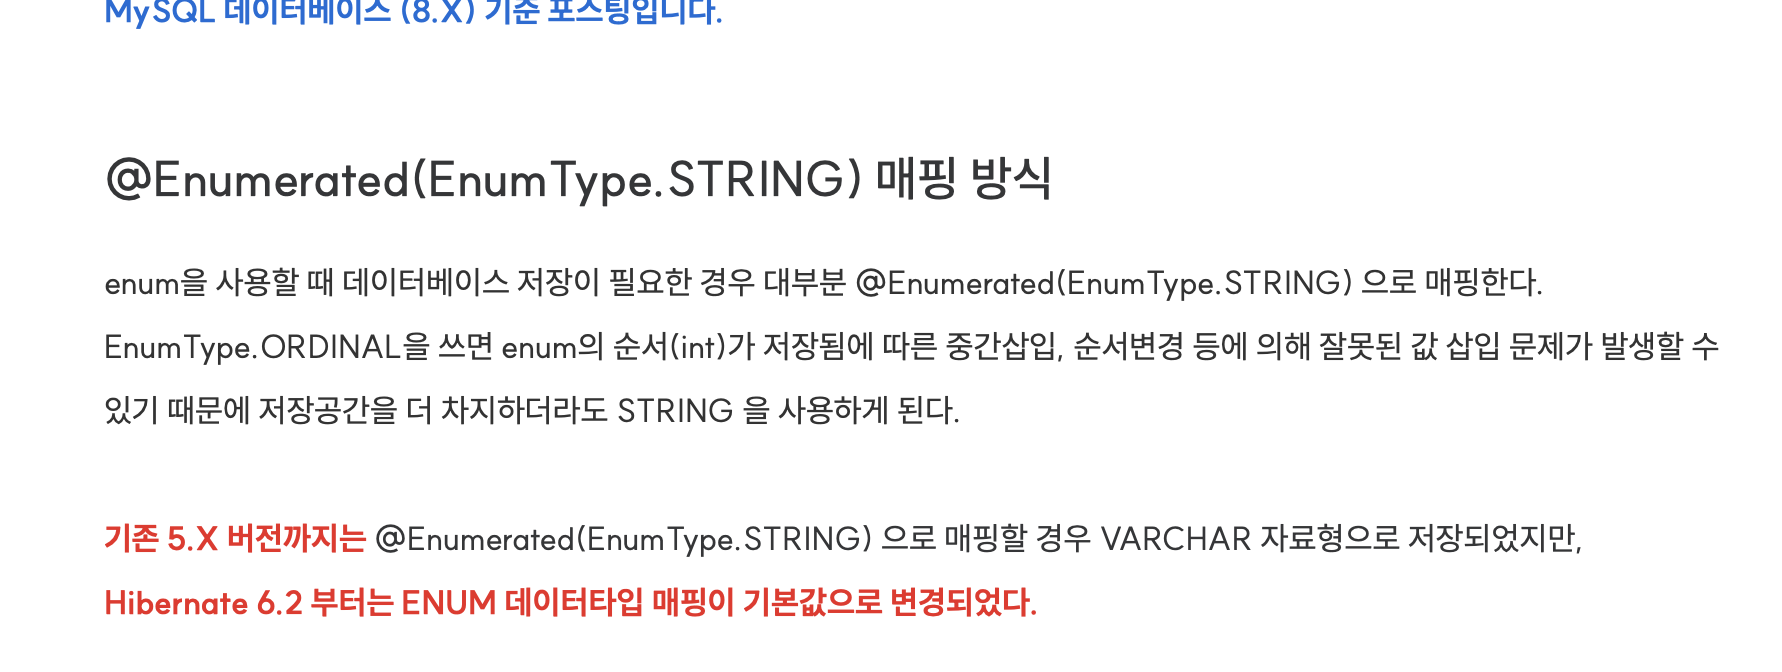 MySQL 데이터베이스 (8.X) 기준 포스팅입니다.
@Enumerated(EnumType.STRING) 매핑 방식
enum을 사용할 때 데이터베이스 저장이 필요한 경우 대부분 @Enumerated(EnumType.STRING) 으로 매핑한다.
EnumType.ORDINAL을 쓰면 enum의 순서(int)가 저장됨에 따른 중간삽입, 순서변경 등에 의해 잘못된 값 삽입 문제가 발생할 수
있기 때문에 저장공간을 더 차지하더라도 STRING 을 사용하게 된다.
기존 5.X 버전까지는 @Enumerated(EnumType.STRING) 으로 매핑할 경우 VARCHAR 자료형으로 저장되었지만,
Hibernate 6.2 부터는 ENUM 데이터타입 매핑이 기본값으로 변경되었다.